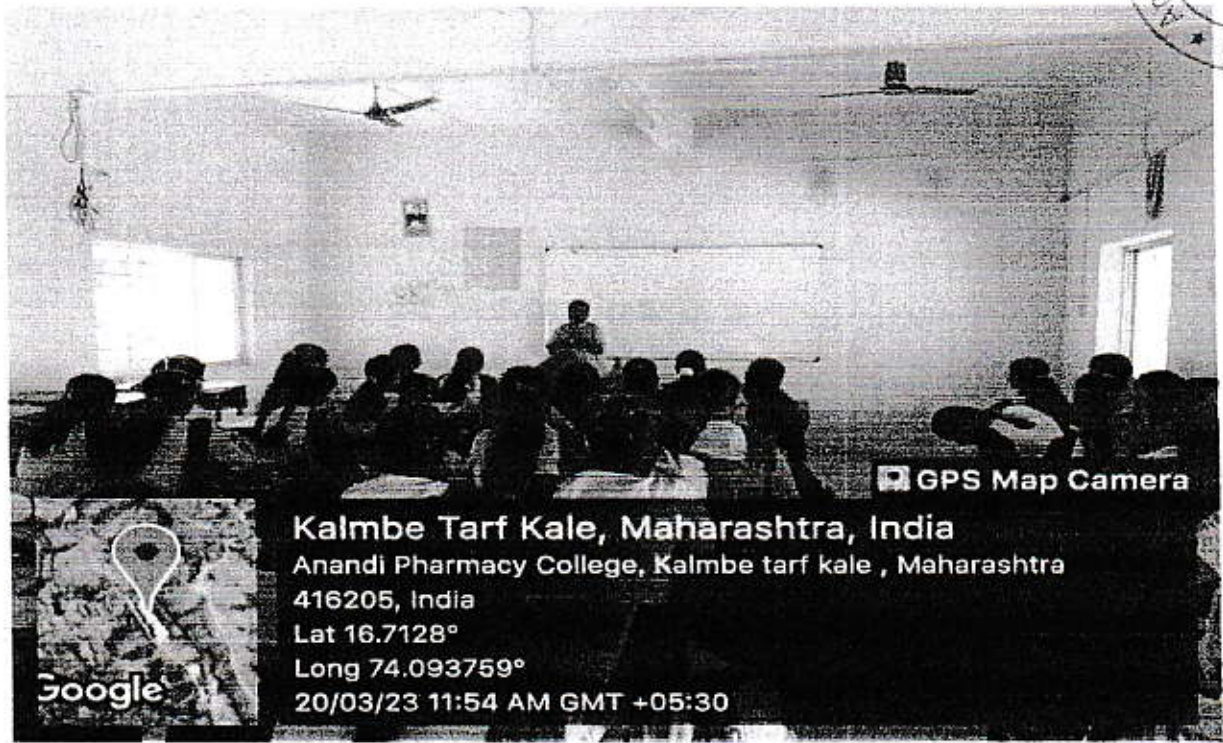 GPS Map Camera
Kalmbe Tarf Kale, Maharashtra, India
Anandi Pharmacy College, Kalmbe tarf kale , Maharashtra
416205, India
Lat 16.7128°
Long 74.093759°
20/03/23 11:54 AM GMT +05:30
Google